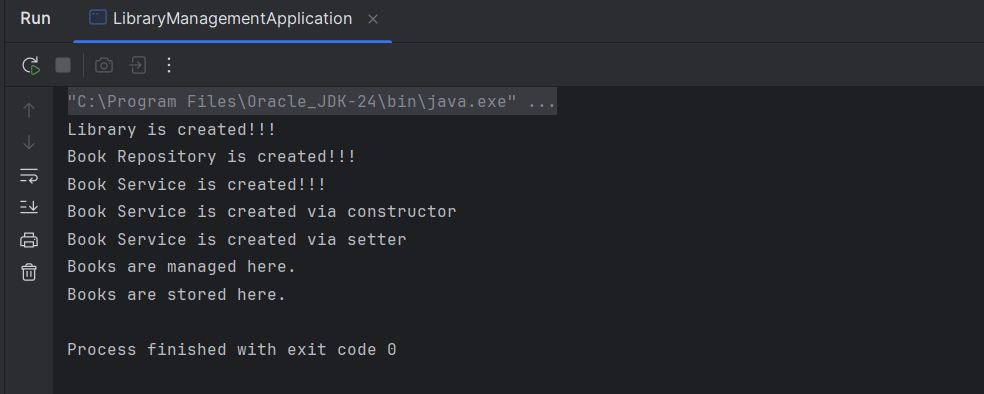 Run LibraryManagementApplication
"C:\Program Files\Oracle_JDK-24\bin\java.exe" ...
Library is created!!!
Book Repository is created!!!
Book Service is created!!!
Book Service is created via constructor
Book Service is created via setter
Books are managed here.
Books are stored here.
Process finished with exit code 0